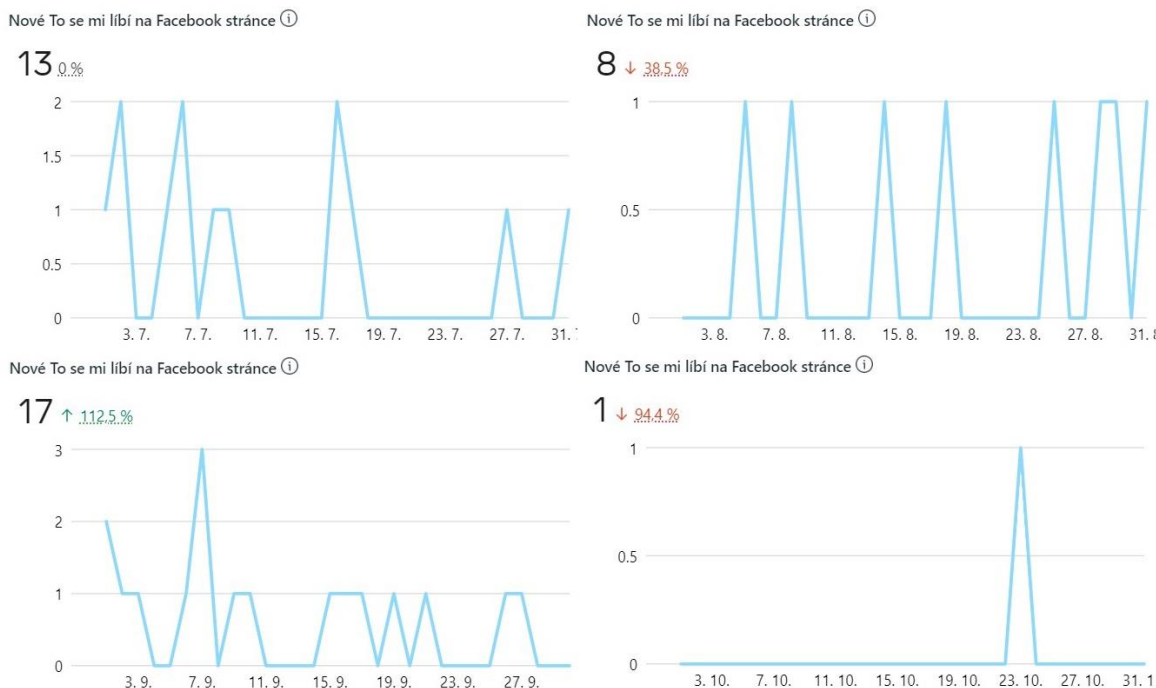 Nové To se mi líbí na Facebook stránce
13 0 %
2
1.5
1
0.5
0
3. 7. 7. 7. 11. 7. 15. 7. 19. 7. 23. 7. 27. 7. 31.
Nové To se mi líbí na Facebook stránce
8 ↓ 38,5 %
1
0.5
0
3. 8. 7. 8. 11. 8. 15. 8. 19. 8. 23. 8. 27. 8. 31. 8
Nové To se mi líbí na Facebook stránce
17 ↑ 112,5 %
3
2
1
0
3. 9. 7. 9. 11. 9. 15. 9. 19. 9. 23. 9. 27. 9.
Nové To se mi líbí na Facebook stránce
1 ↓ 94,4 %
1
0.5
0
3. 10. 7. 10. 11. 10. 15. 10. 19. 10. 23. 10. 27. 10. 31. 1